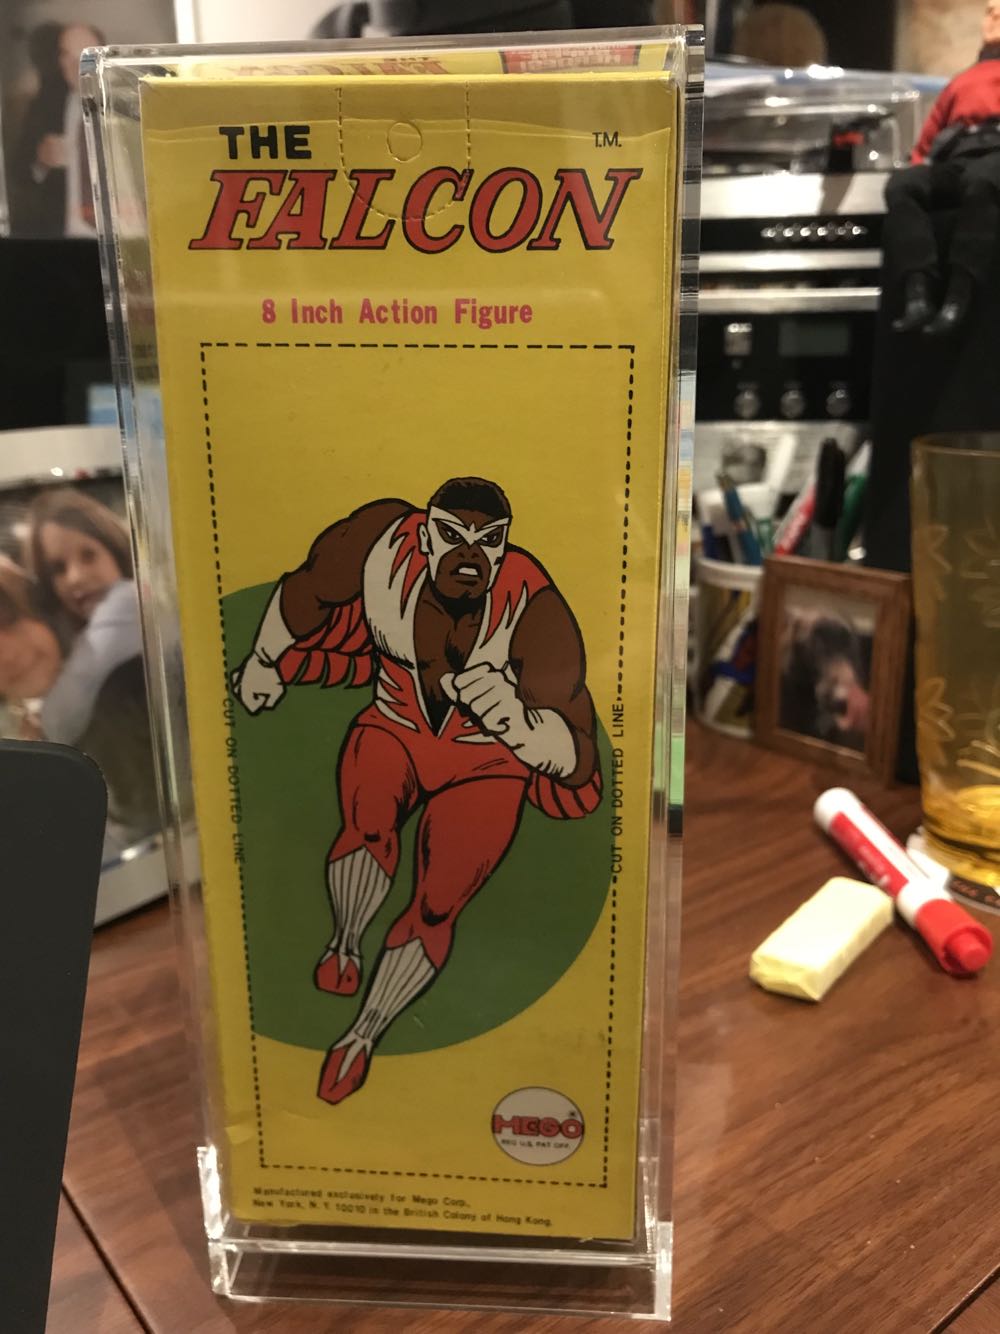 THE
T.M.
FALCON
8 Inch Action Figure
CUT ON DOTTED LINE
CUT ON DOTTED LINE
MEGO®
REG U.S. PAT OFF.
Manufactured exclusively for Mego Corp.,
New York, N. Y. 10010 in the British Colony of Hong Kong.